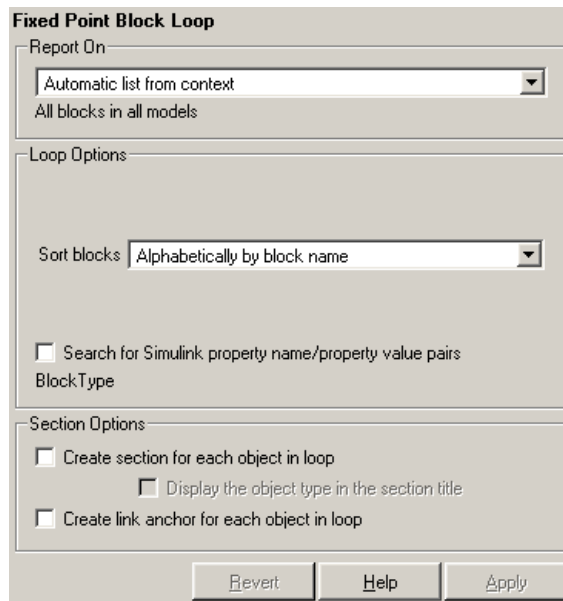 Fixed Point Block Loop
Report On
Automatic list from context
All blocks in all models
Loop Options
Sort blocks Alphabetically by block name
Search for Simulink property name/property value pairs
BlockType
Section Options
Create section for each object in loop
Display the object type in the section title
Create link anchor for each object in loop
Revert Help Apply